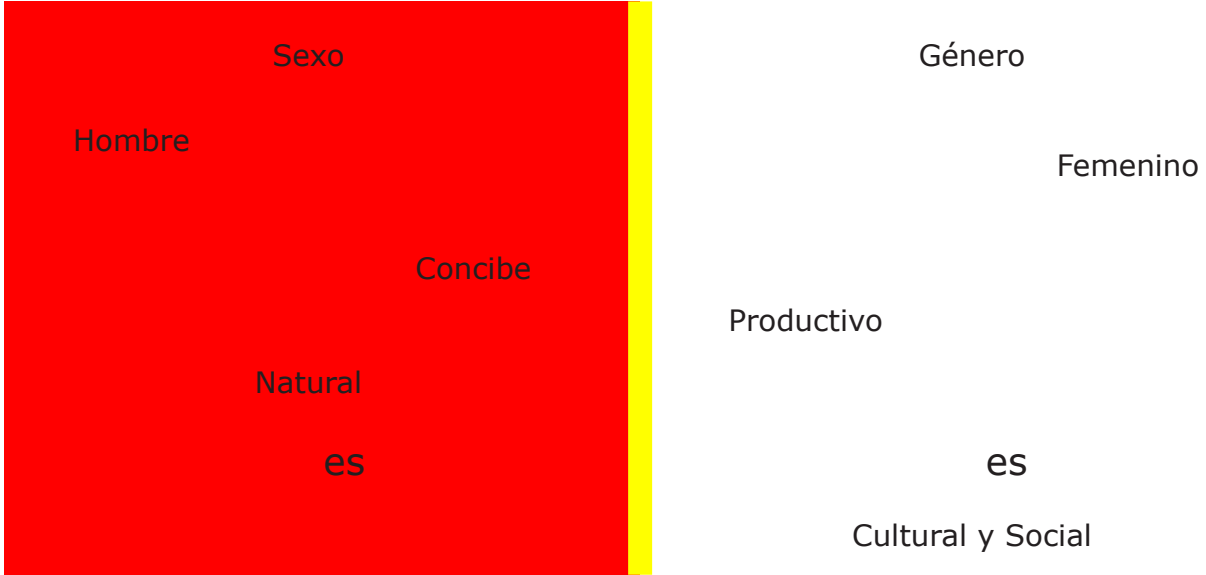 Sexo
Hombre
Concibe
Natural
es
Género
Femenino
Productivo
es
Cultural y Social